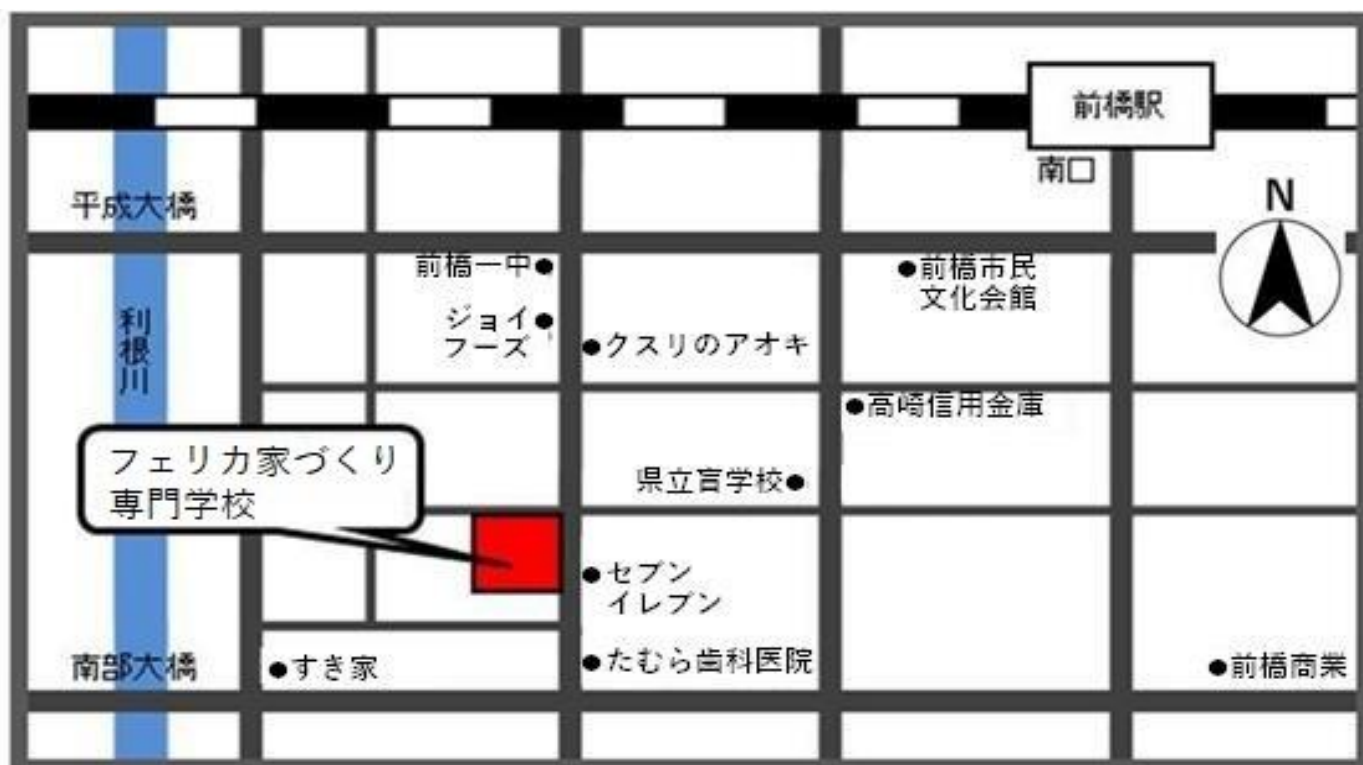 前橋駅
南口
N
平成大橋
前橋一中
前橋市民
文化会館
利根川
ジョイ
フーズ
クスリのアオキ
高崎信用金庫
フェリカ家づくり
専門学校
県立盲学校
セブン
イレブン
南部大橋
すき家
たむら歯科医院
前橋商業